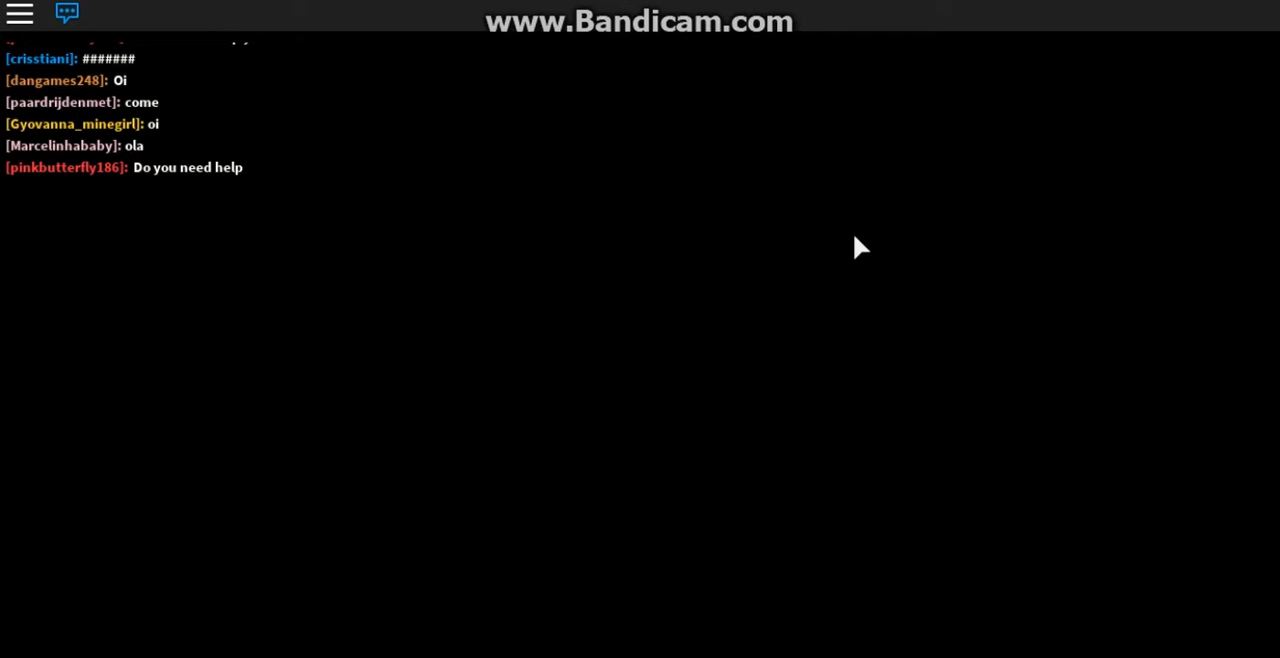 www.Bandicam.com
[crisstiani]: #######
[dangames248]: Oi
[paardrijdenmet]: come
[Gyovanna_minegirl]: oi
[Marcelinhababy]: ola
[pinkbutterfly186]: Do you need help